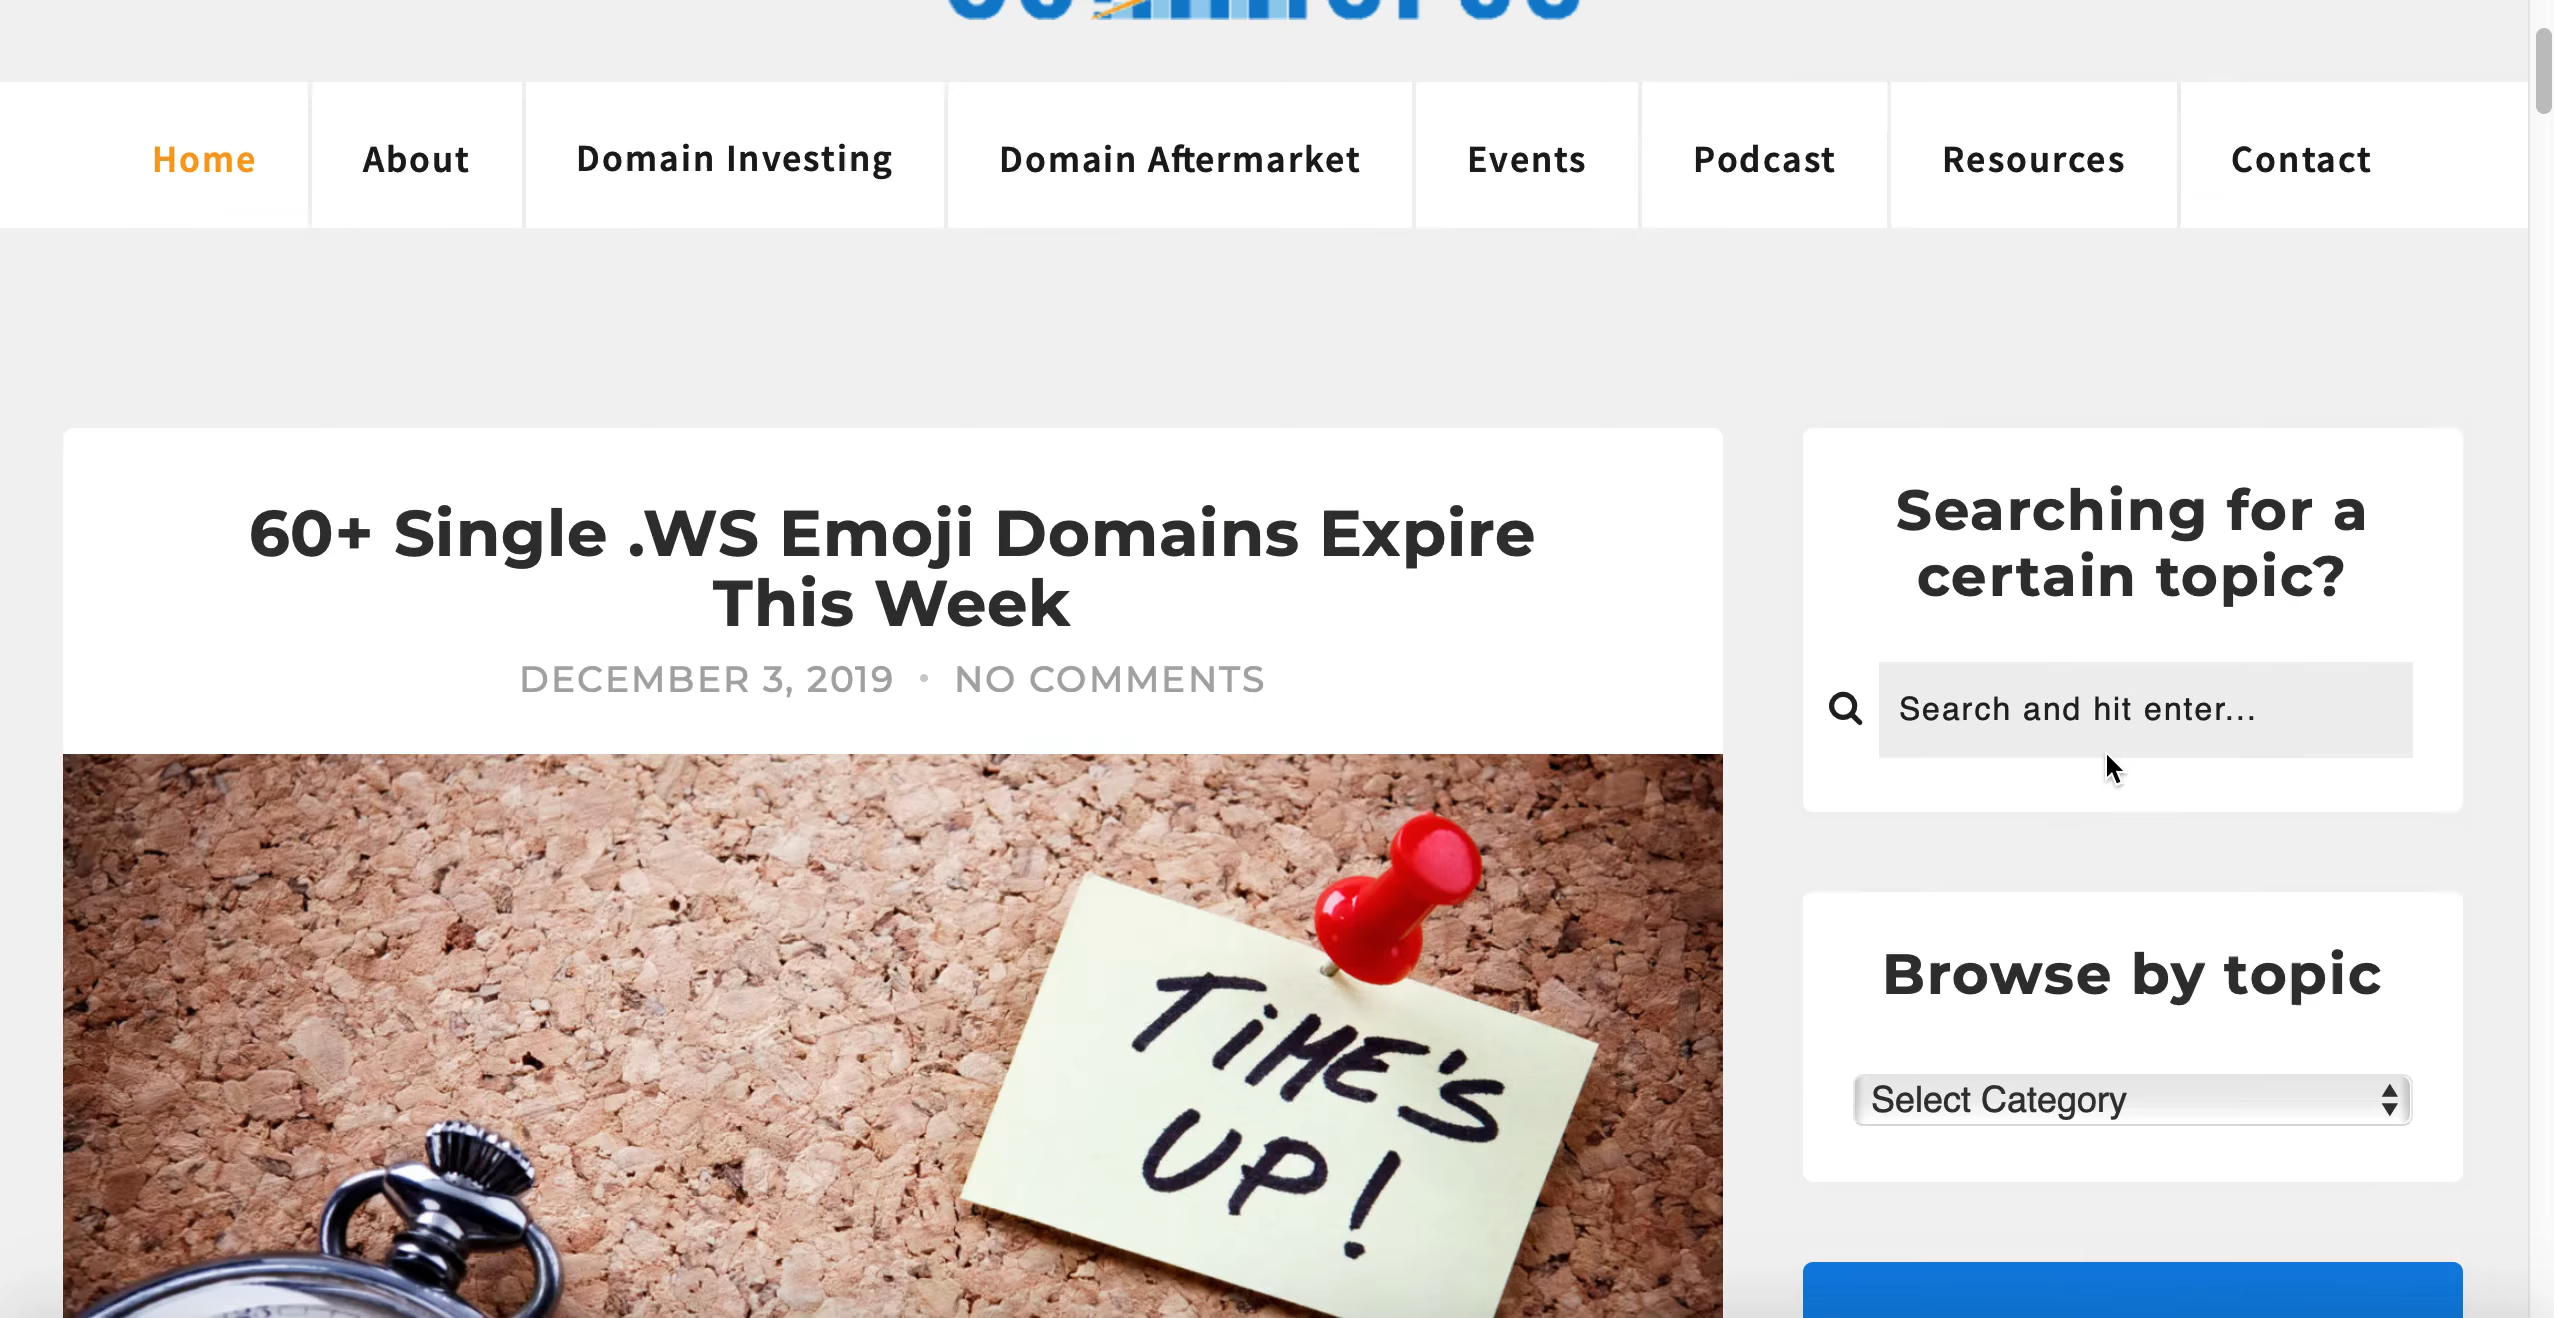 Home
About
Domain Investing
Domain Aftermarket
Events
Podcast
Resources
Contact
60+ Single .WS Emoji Domains Expire
This Week
DECEMBER 3, 2019 • NO COMMENTS
TiME'S
UP!
Searching for a
certain topic?
Search and hit enter...
Browse by topic
Select Category